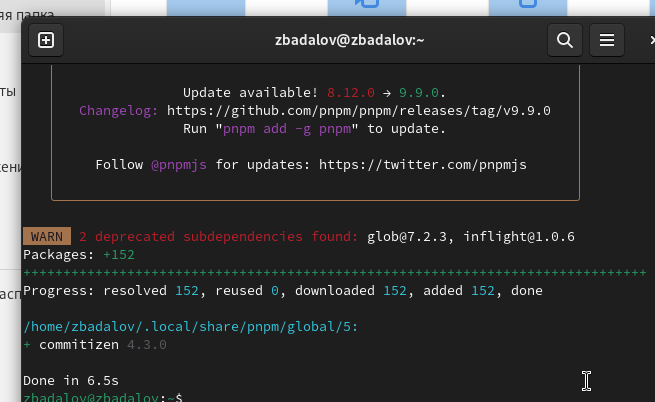 яя папка
zbadalov@zbadalov:~
ты
Update available! 8.12.0 → 9.9.0.
Changelog: https://github.com/pnpm/pnpm/releases/tag/v9.9.0
Run "pnpm add -g pnpm" to update.
Follow @pnpmjs for updates: https://twitter.com/pnpmjs
WARN 2 deprecated subdependencies found: glob@7.2.3, inflight@1.0.6
Packages: +152
++++++++++++++++++++++++++++++++++++++++++++++++++++++++++++++++++++++++++++++
Progress: resolved 152, reused 0, downloaded 152, added 152, done
/home/zbadalov/.local/share/pnpm/global/5:
+ commitizen 4.3.0
Done in 6.5s
zbadalov@zbadalov:~$